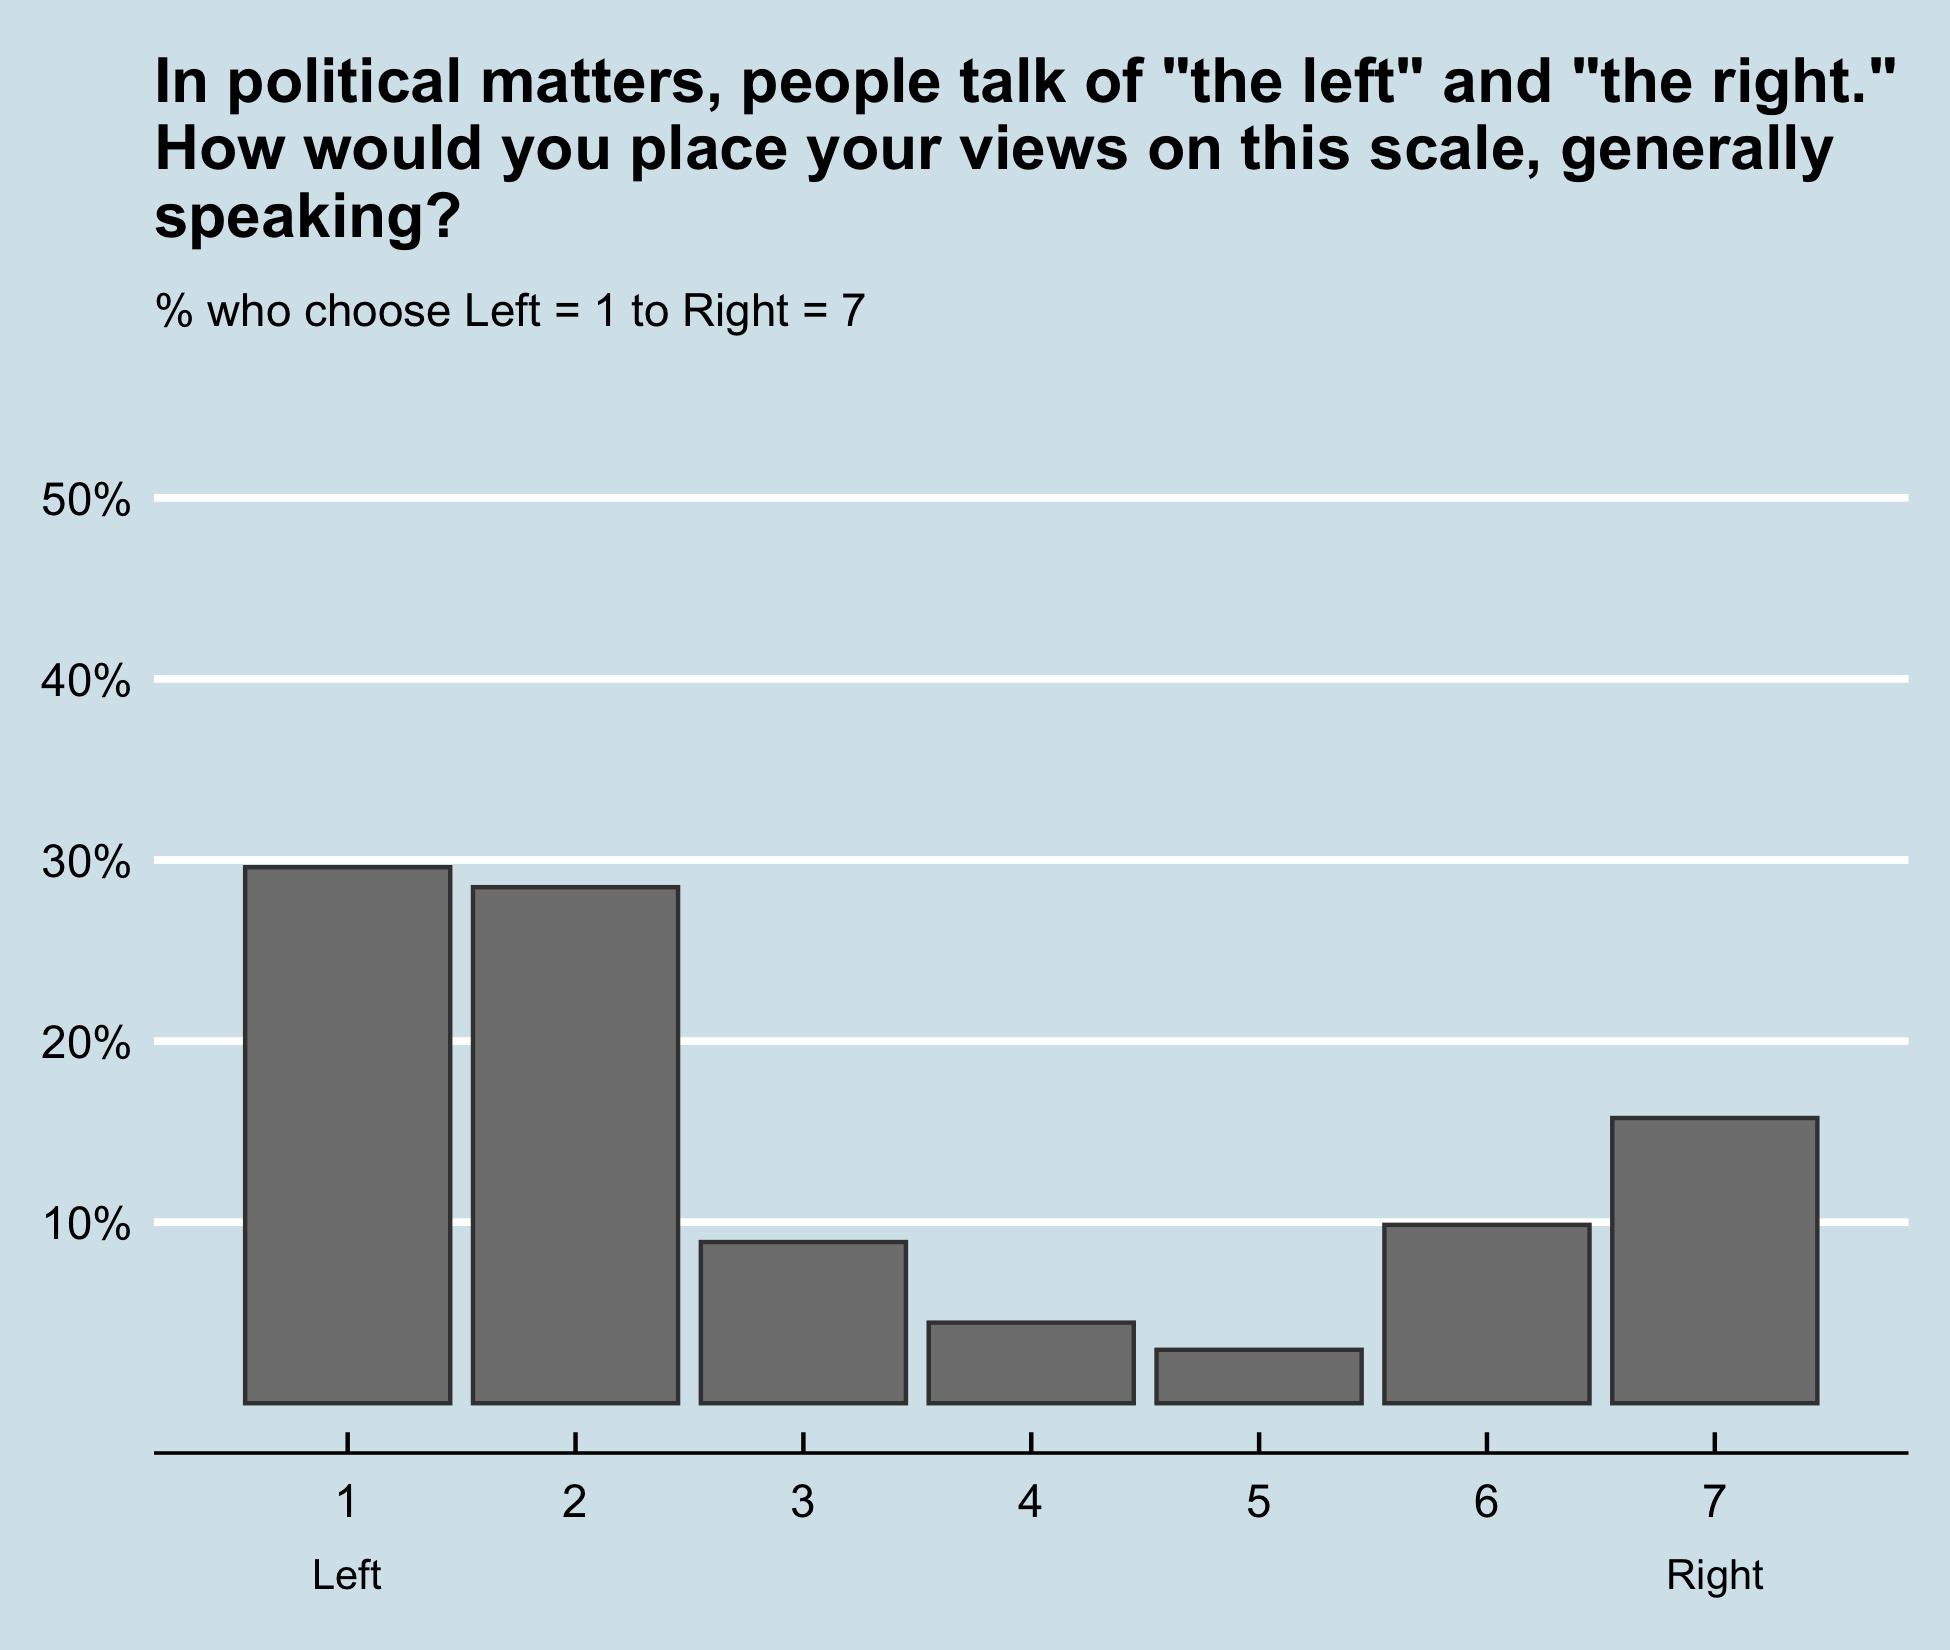 In political matters, people talk of "the left" and "the right."
How would you place your views on this scale, generally
speaking?
% who choose Left = 1 to Right = 7
50%
40%
30%
20%
10%
1 2 3 4 5 6 7
Left Right